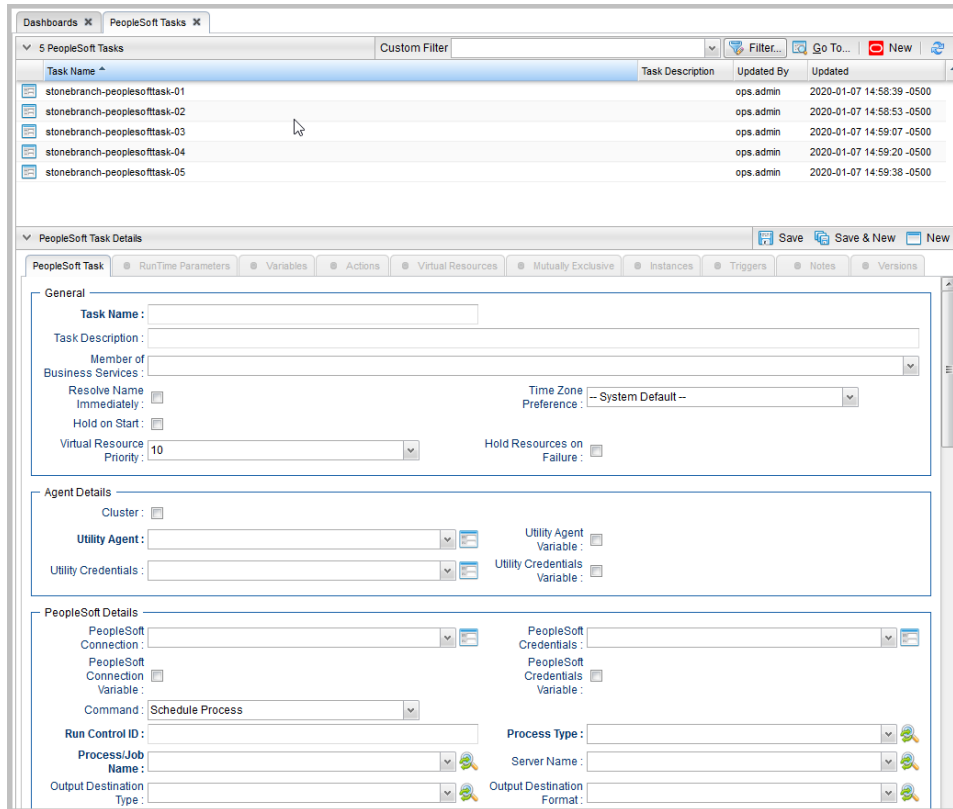 Dashboards
PeopleSoft Tasks
5 PeopleSoft Tasks
Custom Filter
Filter...
Go To...
New
Task Name
Task Description
Updated By
Updated
stonebranch-peoplesofttask-01 ops.admin 2020-01-07 14:58:39 -0500
stonebranch-peoplesofttask-02 ops.admin 2020-01-07 14:58:53 -0500
stonebranch-peoplesofttask-03 ops.admin 2020-01-07 14:59:07 -0500
stonebranch-peoplesofttask-04 ops.admin 2020-01-07 14:59:20 -0500
stonebranch-peoplesofttask-05 ops.admin 2020-01-07 14:59:38 -0500
PeopleSoft Task Details
Save
Save & New
New
PeopleSoft Task
RunTime Parameters
Variables
Actions
Virtual Resources
Mutually Exclusive
Instances
Triggers
Notes
Versions
General
Task Name :
Task Description :
Member of
Business Services :
Resolve Name
Immediately :
Time Zone
Preference :
-- System Default --
Hold on Start :
Virtual Resource
Priority :
10
Hold Resources on
Failure :
Agent Details
Cluster :
Utility Agent :
Utility Agent
Variable :
Utility Credentials :
Utility Credentials
Variable :
PeopleSoft Details
PeopleSoft
Connection :
PeopleSoft
Credentials :
PeopleSoft
Connection
Variable :
PeopleSoft
Credentials
Variable :
Command :
Schedule Process
Run Control ID :
Process Type :
Process/Job
Name :
Server Name :
Output Destination
Type :
Output Destination
Format :